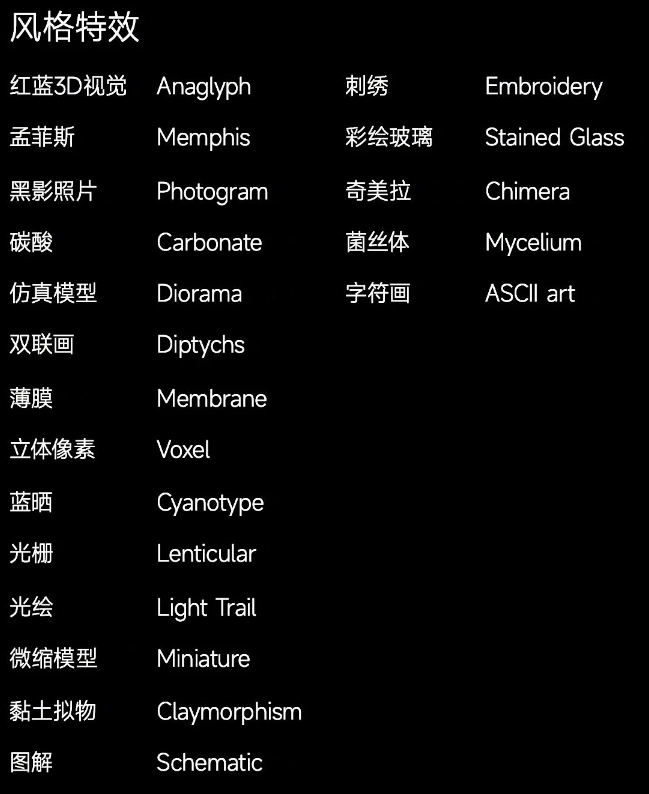 风格特效
红蓝3D视觉 Anaglyph
孟菲斯 Memphis
黑影照片 Photogram
碳酸 Carbonate
仿真模型 Diorama
双联画 Diptychs
薄膜 Membrane
立体像素 Voxel
蓝晒 Cyanotype
光栅 Lenticular
光绘 Light Trail
微缩模型 Miniature
黏土拟物 Claymorphism
图解 Schematic
刺绣 Embroidery
彩绘玻璃 Stained Glass
奇美拉 Chimera
菌丝体 Mycelium
字符画 ASCII art